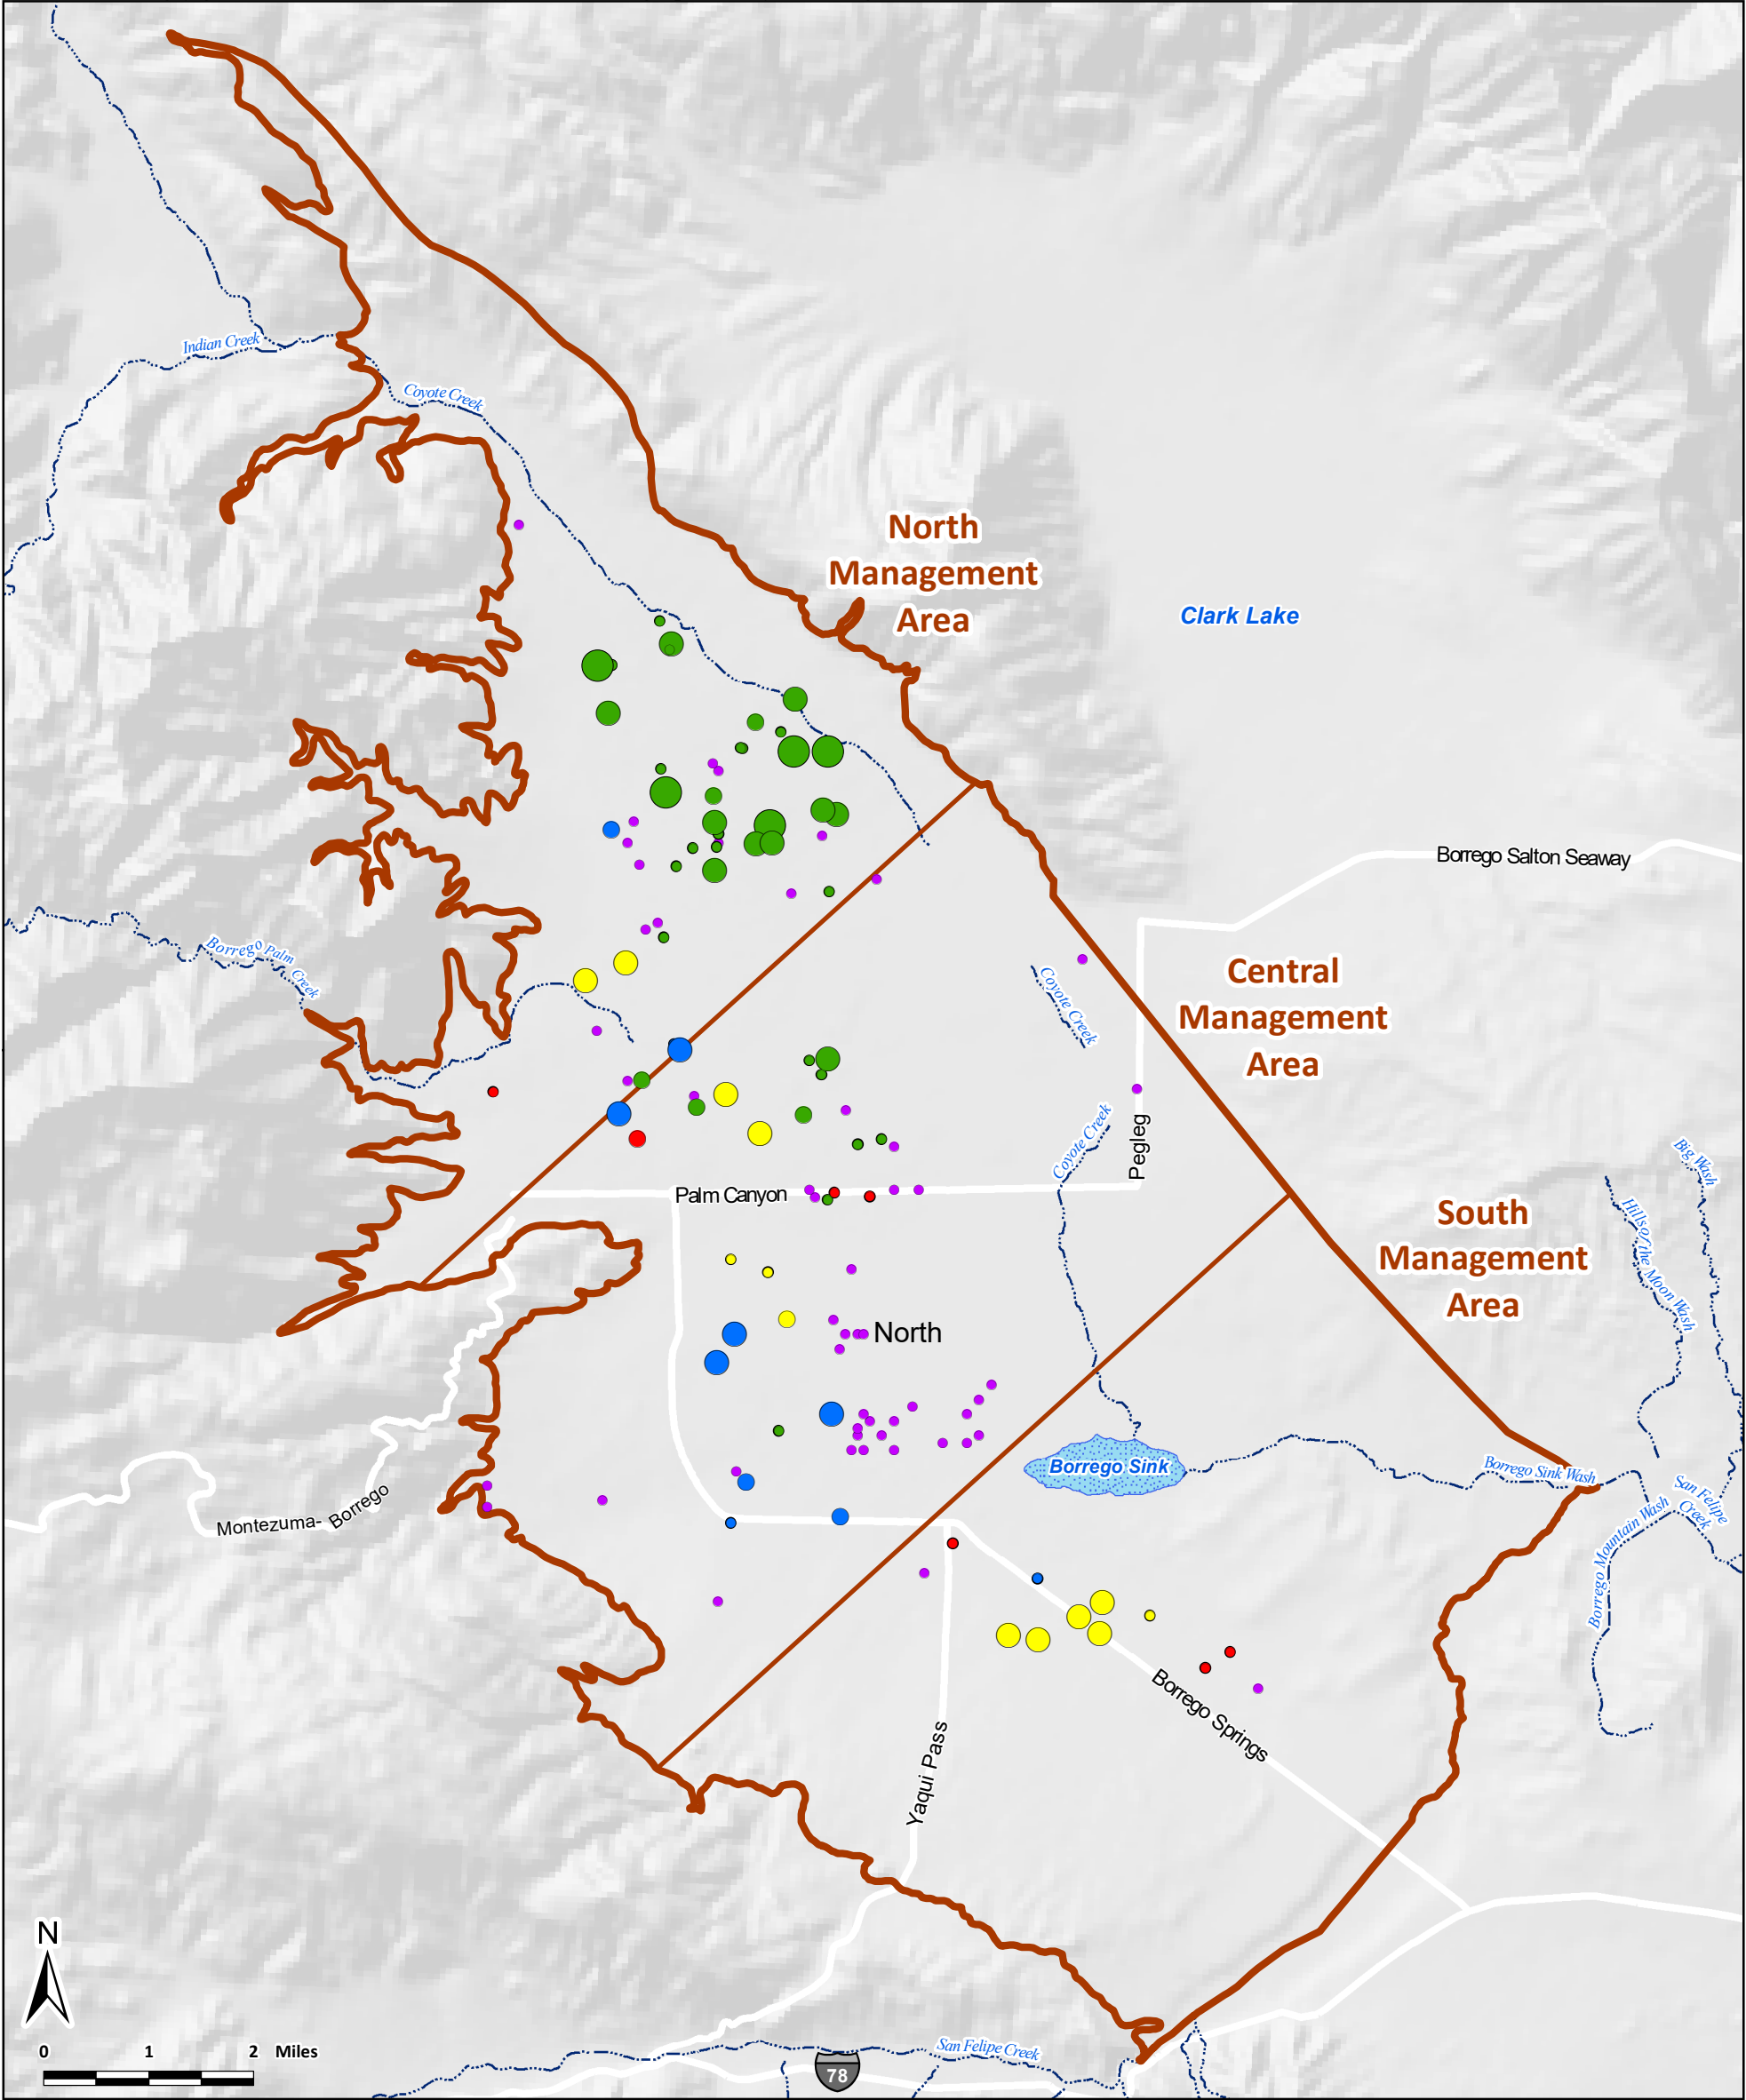 Indian Creek
Coyote Creek
North
Management
Area
Clark Lake
Borrego Salton Seaway
Borrego Palm
Creek
Central
Management
Area
Coyote Creek
Pegleg
Coyote Creek
Big Wash
Palm Canyon
Hills of the Moon Wash
South
Management
Area
North
Borrego Sink
Borrego Sink Wash
San Felipe
Creek
Montezuma-Borrego
Borrego Mountain Wash
Borrego Springs
Yaqui Pass
N
0 1 2 Miles
San Felipe Creek
78